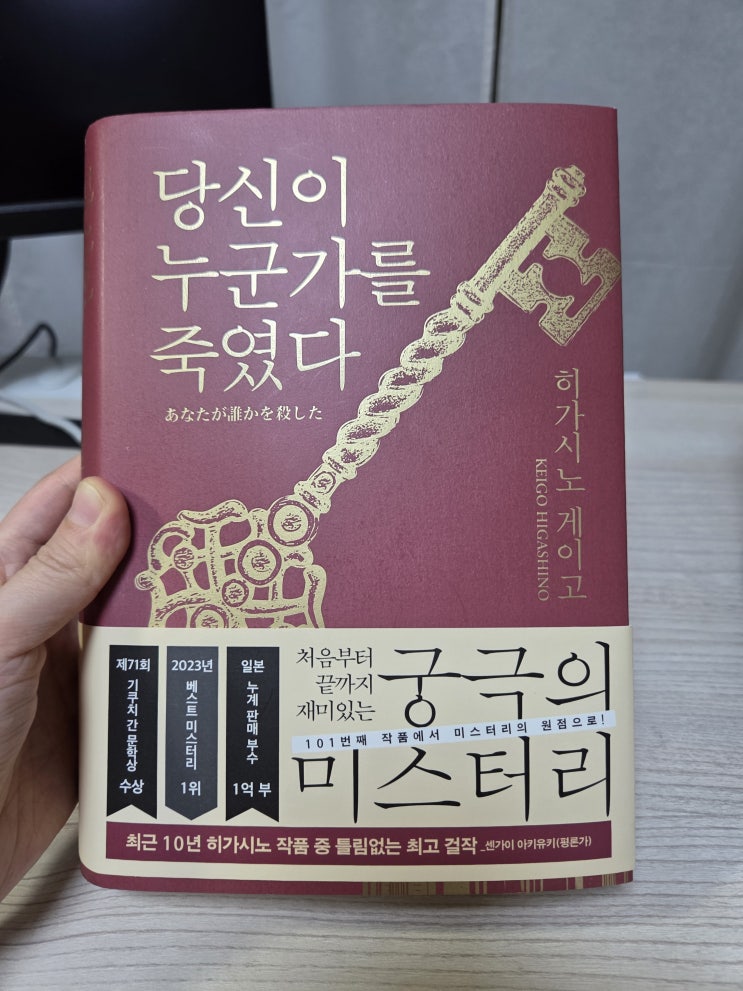 당신이
누군가를
죽였다
あなたが誰かを殺した
히가시노 게이고
KEIGO HIGASHINO
제71회
기쿠치 간 문학상
수상
2023년
베스트 미스터리
1위
일본
누계 판매 부수
1억 부
처음부터
끝까지
재미있는
궁극의
101번째 작품에서 미스터리의 원점으로!
미스터리
최근 10년 히가시노 작품 중 틀림없는 최고 걸작 _센가이 아키유키(평론가)